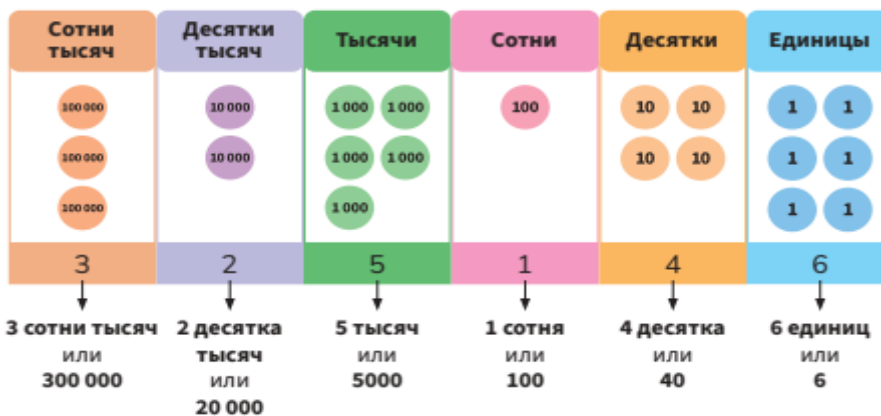 Сотни тысяч
Десятки тысяч
Тысячи
Сотни
Десятки
Единицы
100 000
100 000
100 000
10 000
10 000
1 000 1 000
1 000 1 000
1 000
100
10 10
10 10
1 1
1 1
1 1
3 2 5 1 4 6
3 сотни тысяч
или
300 000
2 десятка
тысяч
или
20 000
5 тысяч
или
5000
1 сотня
или
100
4 десятка
или
40
6 единиц
или
6